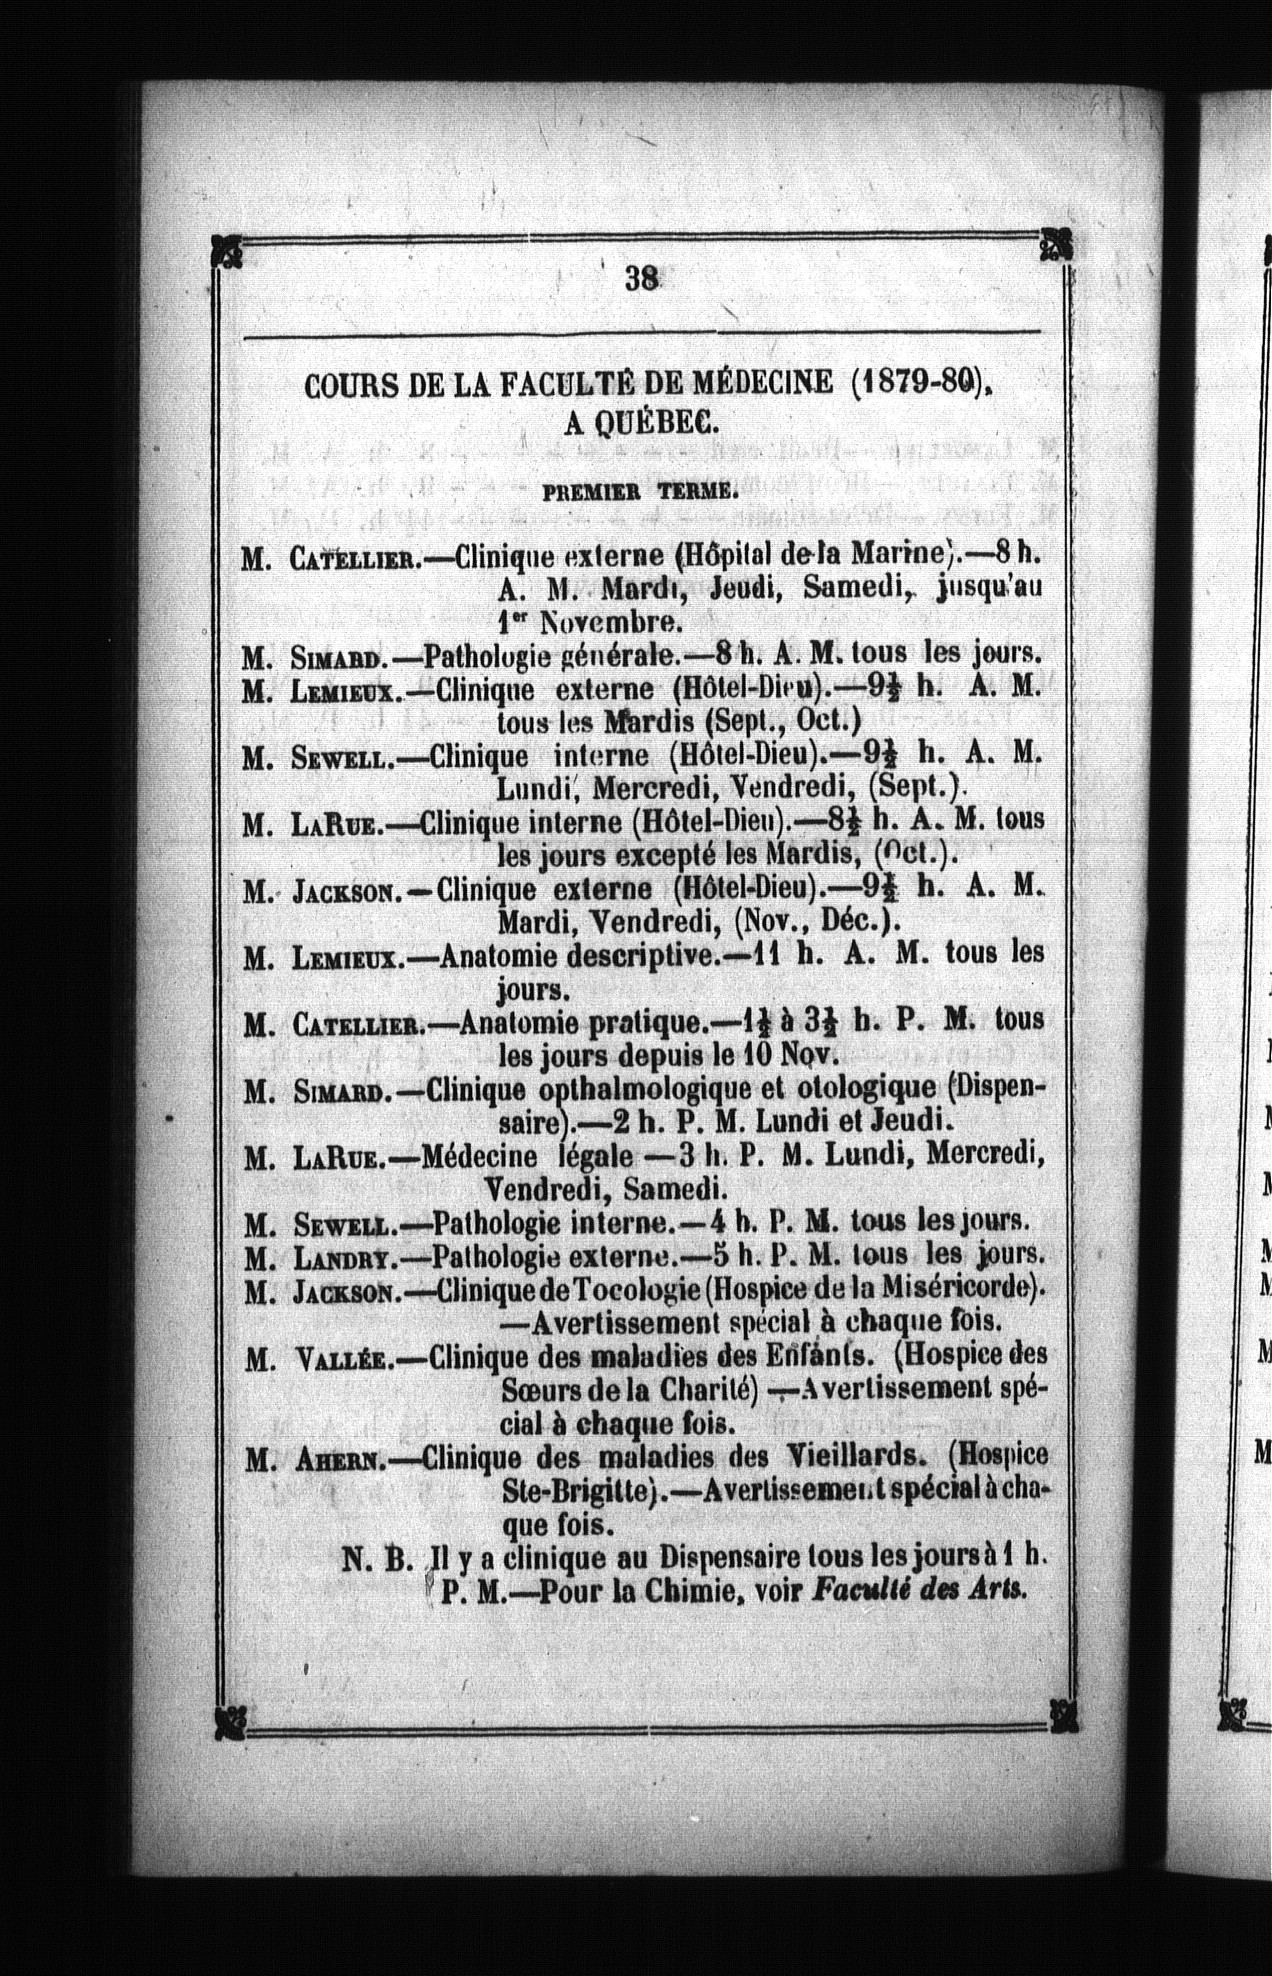 38
COURS DE LA FACULTÉ DE MÉDECINE (1879-80),
A QUÉBEC.
PREMIER TERME.
M. CATELLIER.—Clinique externe (Hôpital de la Marine).—8 h.
A. M. Mardi, Jeudi, Samedi, jusqu'au
1er Novembre.
M. SIMARD.—Pathologie générale.—8 h. A. M. tous les jours.
M. LEMIEUX.—Clinique externe (Hôtel-Dieu).—9½ h. A. M.
tous les Mardis (Sept., Oct.)
M. SEWELL.—Clinique interne (Hôtel-Dieu).—9½ h. A. M.
Lundi, Mercredi, Vendredi, (Sept.).
M. LARUE.—Clinique interne (Hôtel-Dieu).—8½ h. A. M. tous
les jours excepté les Mardis, (Oct.).
M. JACKSON.—Clinique externe (Hôtel-Dieu).—9½ h. A. M.
Mardi, Vendredi, (Nov., Déc.).
M. LEMIEUX.—Anatomie descriptive.—11 h. A. M. tous les
jours.
M. CATELLIER.—Anatomie pratique.—1½ à 3½ h. P. M. tous
les jours depuis le 10 Nov.
M. SIMARD.—Clinique opthalmologique et otologique (Dispen-
saire).—2 h. P. M. Lundi et Jeudi.
M. LARUE.—Médecine légale —3 h. P. M. Lundi, Mercredi,
Vendredi, Samedi.
M. SEWELL.—Pathologie interne.—4 h. P. M. tous les jours.
M. LANDRY.—Pathologie externe.—5 h. P. M. tous les jours.
M. JACKSON.—Clinique de Tocologie (Hospice de la Miséricorde).
—Avertissement spécial à chaque fois.
M. VALLÉE.—Clinique des maladies des Enfants. (Hospice des
Sœurs de la Charité) —Avertissement spé-
cial à chaque fois.
M. AHERN.—Clinique des maladies des Vieillards. (Hospice
Ste-Brigitte).—Avertissement spécial à cha-
que fois.
N. B. Il y a clinique au Dispensaire tous les jours à 1 h.
P. M.—Pour la Chimie, voir Faculté des Arts.